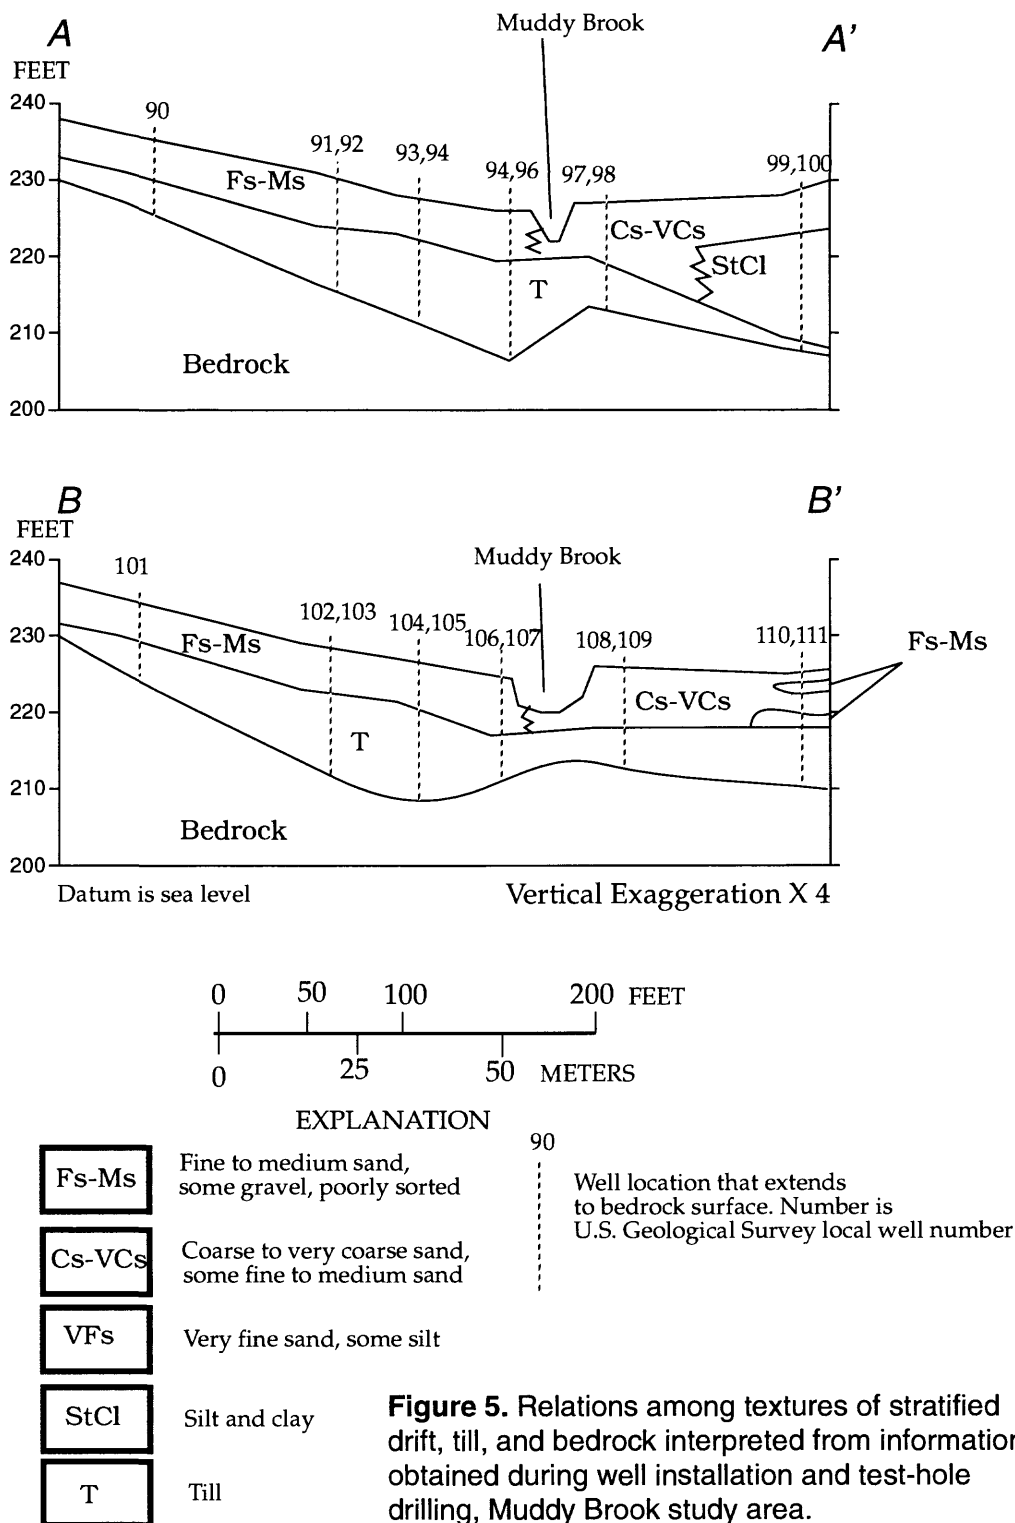 A
A'
Muddy Brook
FEET
240
90
91,92
93,94
94,96
97,98
99,100
230
Fs-Ms
Cs-VCs
220
StCl
T
210
Bedrock
200
B
B'
FEET
Muddy Brook
240
101
102,103
104,105
106,107
108,109
110,111
230
Fs-Ms
Fs-Ms
Cs-VCs
220
T
210
Bedrock
200
Datum is sea level
Vertical Exaggeration X 4
0 50 100 200 FEET
0 25 50 METERS
EXPLANATION
Fs-Ms
Fine to medium sand,
some gravel, poorly sorted
90
Well location that extends
to bedrock surface. Number is
U.S. Geological Survey local well number
Cs-VCs
Coarse to very coarse sand,
some fine to medium sand
VFs
Very fine sand, some silt
StCl
Silt and clay
T
Till
Figure 5. Relations among textures of stratified
drift, till, and bedrock interpreted from information
obtained during well installation and test-hole
drilling, Muddy Brook study area.